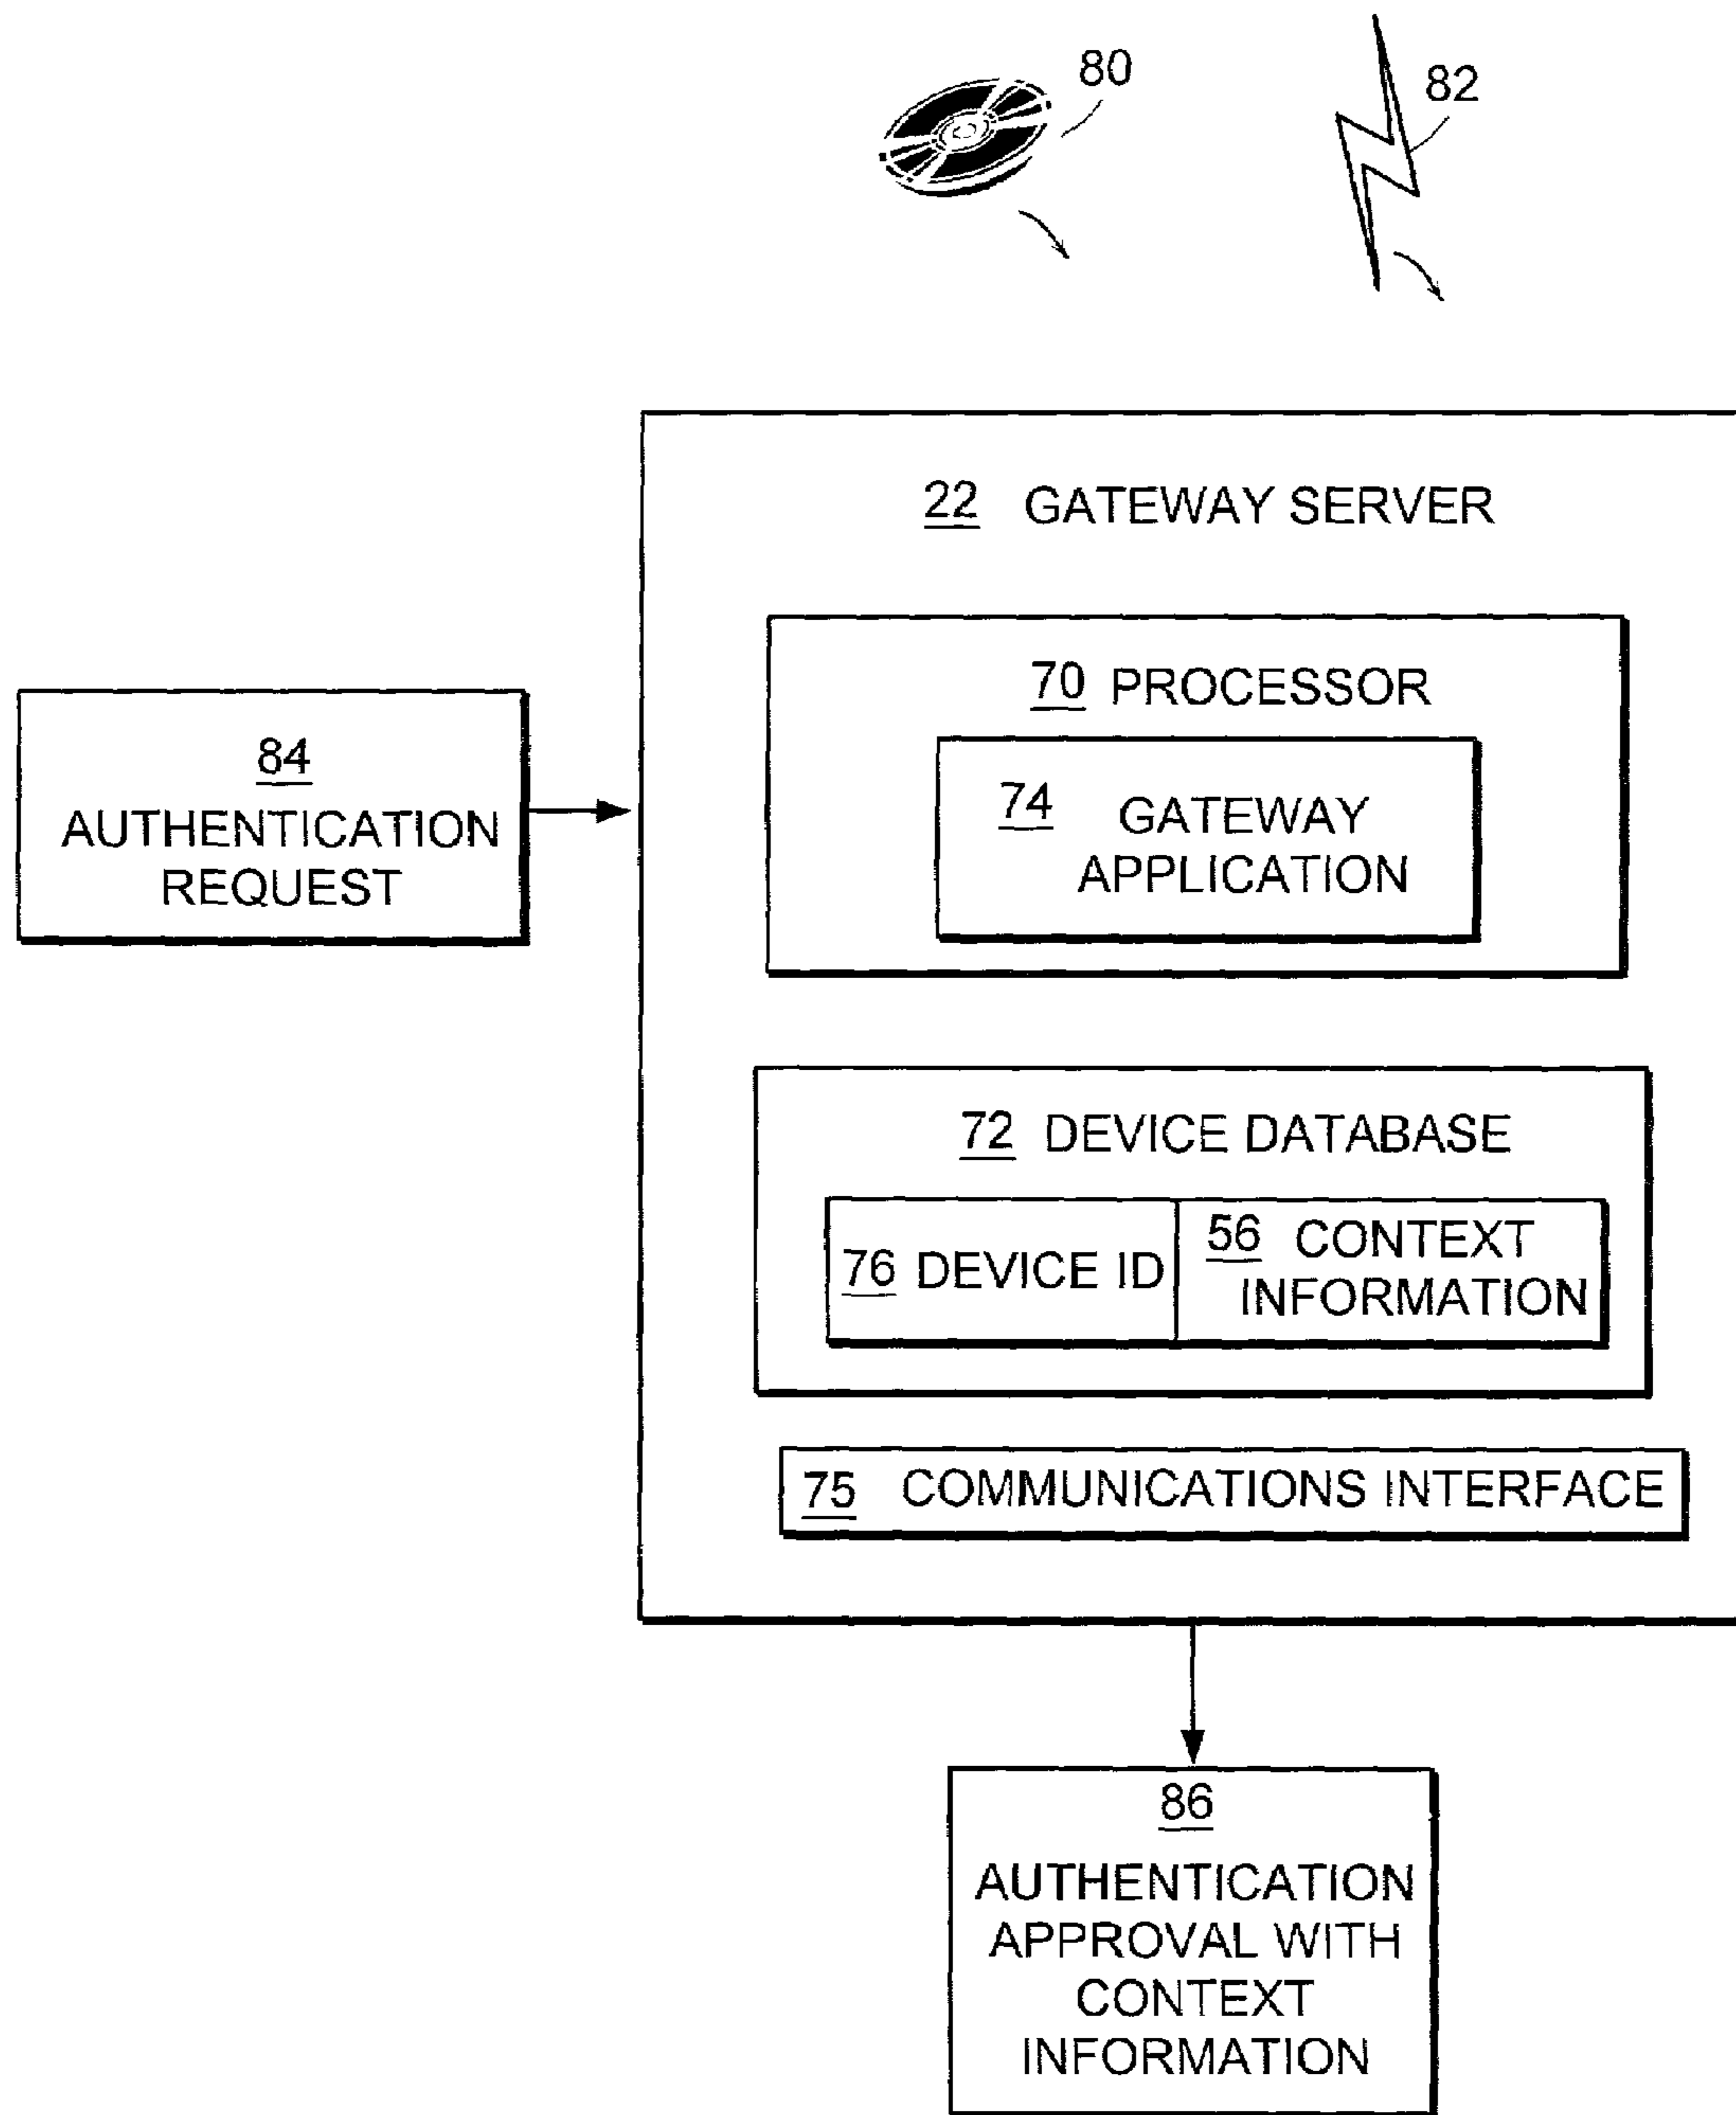 80
82
22 GATEWAY SERVER
70 PROCESSOR
84
AUTHENTICATION
REQUEST
74 GATEWAY
APPLICATION
72 DEVICE DATABASE
76 DEVICE ID
56 CONTEXT
INFORMATION
75 COMMUNICATIONS INTERFACE
86
AUTHENTICATION
APPROVAL WITH
CONTEXT
INFORMATION